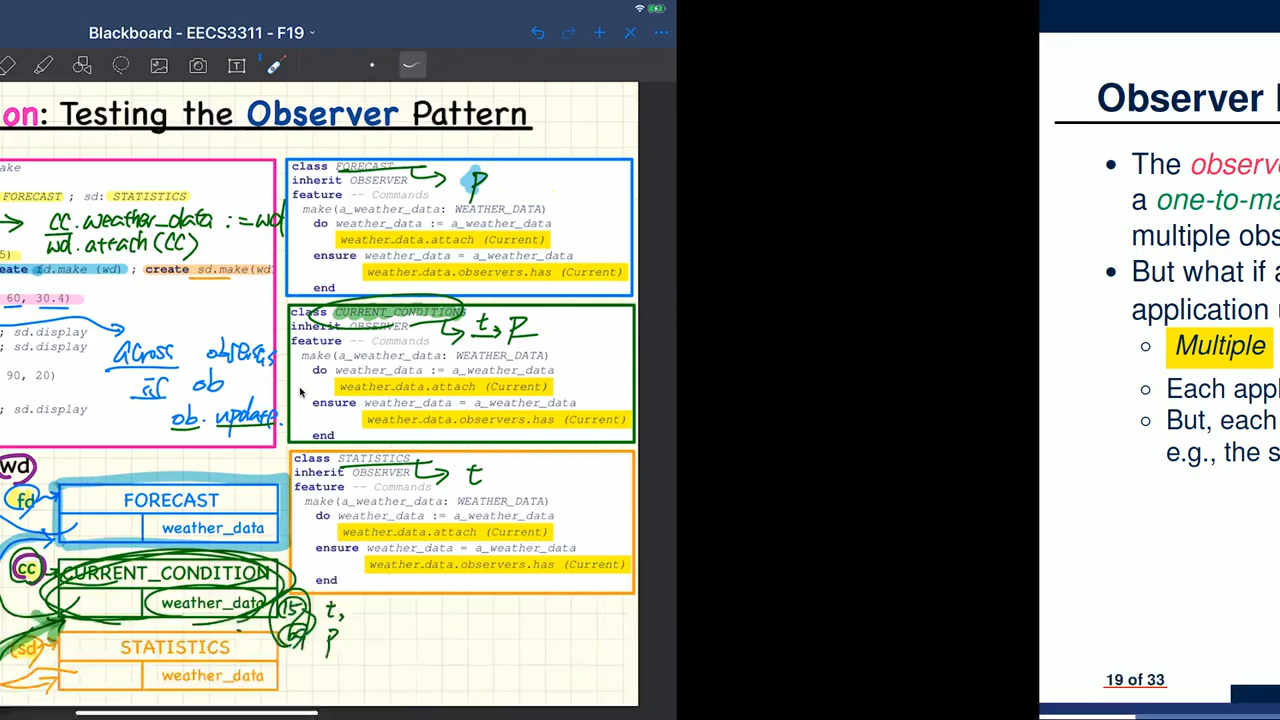 Blackboard - EECS3311 - F19
on: Testing the Observer Pattern
ake
FORECAST ; sd: STATISTICS
cc.weather_data := wd
wd.attach(cc)
5)
eate fd.make (wd) ; create sd.make(wd)
60, 30.4)
; sd.display
; sd.display
across observers
is ob
90, 20)
; sd.display
ob. update.
class FORECAST
inherit OBSERVER
p
feature -- Commands
make(a_weather_data: WEATHER_DATA)
do weather_data := a_weather_data
weather_data.attach (Current)
ensure weather_data = a_weather_data
weather_data.observers.has (Current)
end
class CURRENT_CONDITIONS
inherit OBSERVER
t, p
feature -- Commands
make(a_weather_data: WEATHER_DATA)
do weather_data := a_weather_data
weather_data.attach (Current)
ensure weather_data = a_weather_data
weather_data.observers.has (Current)
end
class STATISTICS
inherit OBSERVER
t
feature -- Commands
make(a_weather_data: WEATHER_DATA)
do weather_data := a_weather_data
weather_data.attach (Current)
ensure weather_data = a_weather_data
weather_data.observers.has (Current)
end
wd
fd
FORECAST
weather_data
cc
CURRENT_CONDITION
weather_data
15 t,
60 p
sd
STATISTICS
weather_data
Observer
• The observe
a one-to-ma
multiple obs
• But what if a
application
Multiple
Each appl
But, each
e.g., the s
19 of 33